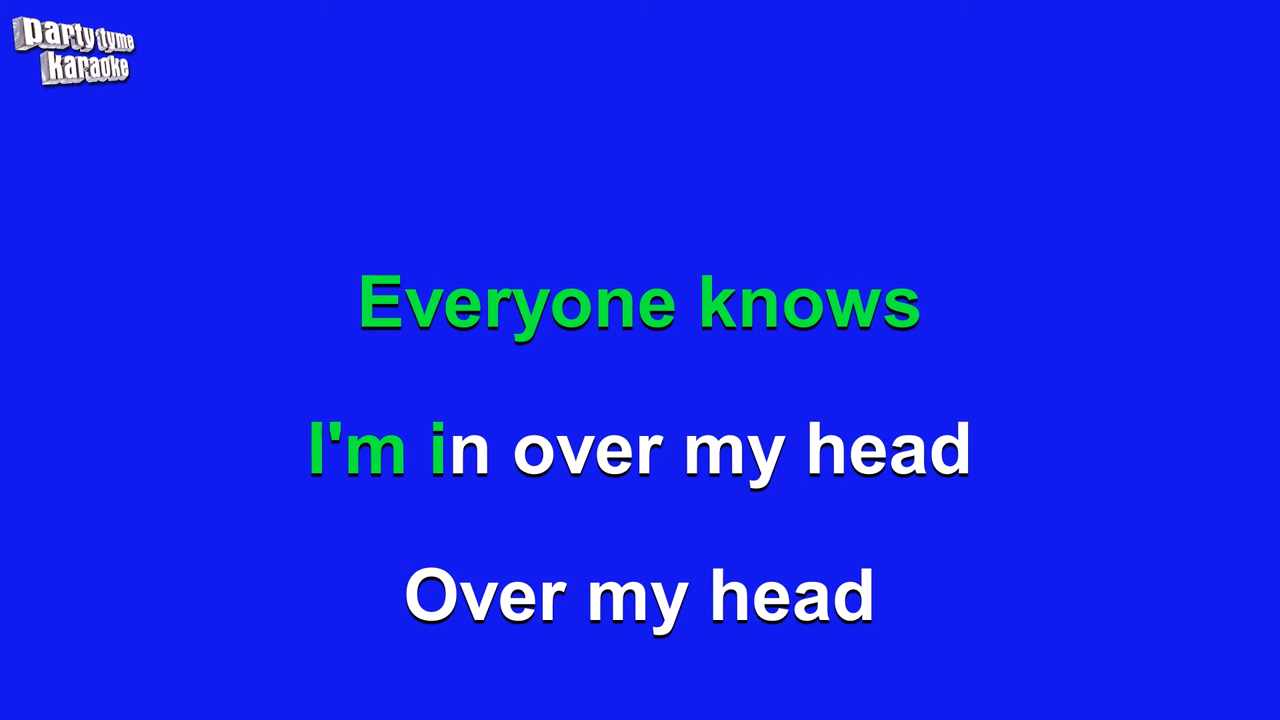 party tyme
karaoke
Everyone knows
I'm in over my head
Over my head